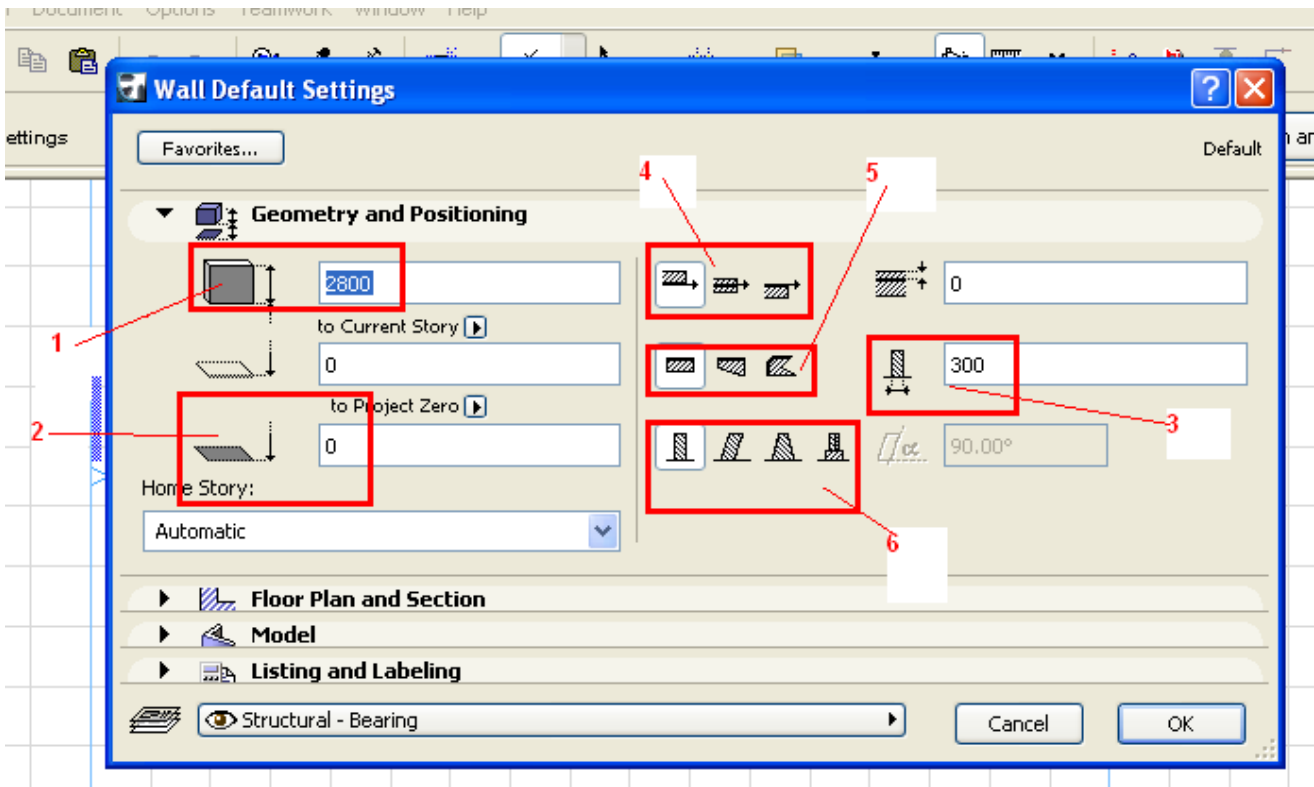 Document Options Teamwork Window Help
Wall Default Settings
ettings
Favorites...
Default
4
5
Geometry and Positioning
2800
0
1
to Current Story
0
300
to Project Zero
3
2
0
α
90.00°
Home Story:
Automatic
6
Floor Plan and Section
Model
Listing and Labeling
Structural - Bearing
Cancel
OK